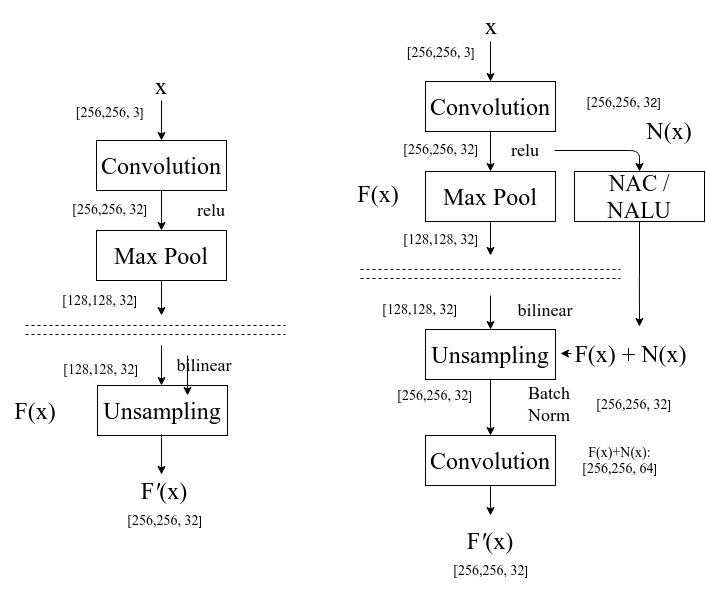 x
[256,256, 3]
Convolution
[256,256, 32]
relu
Max Pool
[128,128, 32]
[128,128, 32]
bilinear
F(x)
Unsampling
F'(x)
[256,256, 32]
x
[256,256, 3]
Convolution
[256,256, 32]
N(x)
[256,256, 32]
relu
F(x)
Max Pool
NAC /
NALU
[128,128, 32]
[128,128, 32]
bilinear
Unsampling
F(x) + N(x)
[256,256, 32]
Batch
Norm
[256,256, 32]
Convolution
F(x)+N(x):
[256,256, 64]
F'(x)
[256,256, 32]